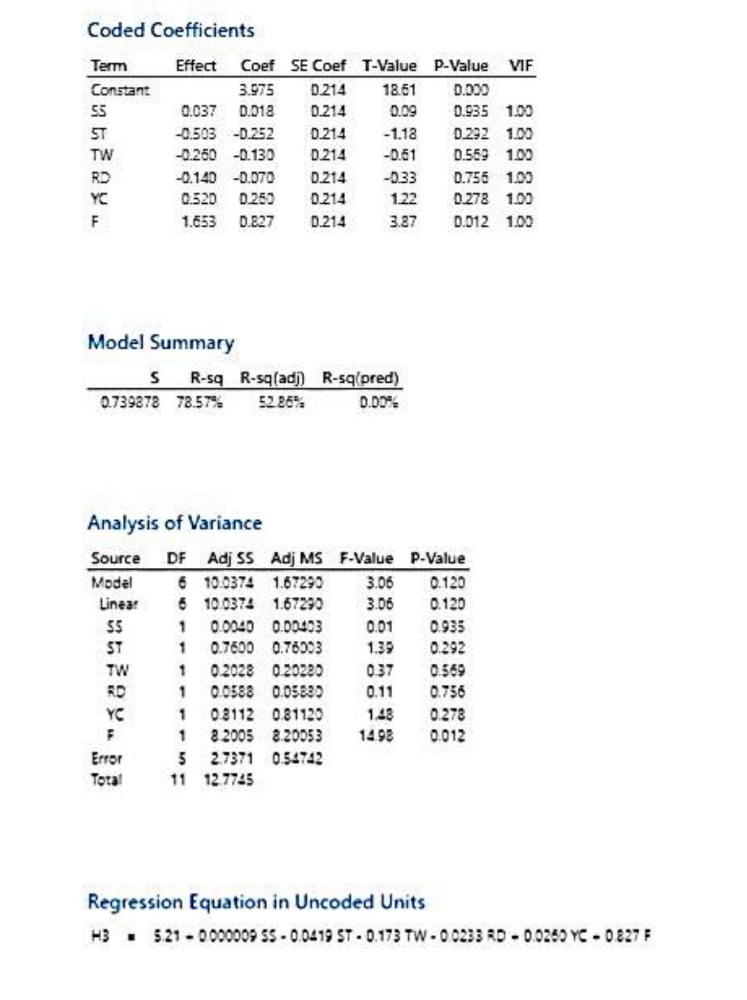 Coded Coefficients
Term Effect Coef SE Coef T-Value P-Value VIF
Constant 3.975 0.214 18.61 0.000
SS 0.037 0.018 0.214 0.09 0.935 1.00
ST -0.503 -0.252 0.214 -1.18 0.292 1.00
TW -0.260 -0.130 0.214 -0.61 0.569 1.00
RD -0.140 -0.070 0.214 -0.33 0.756 1.00
YC 0.520 0.260 0.214 1.22 0.278 1.00
F 1.653 0.827 0.214 3.87 0.012 1.00
Model Summary
S R-sq R-sq(adj) R-sq(pred)
0.739878 78.57% 52.86% 0.00%
Analysis of Variance
Source DF Adj SS Adj MS F-Value P-Value
Model 6 10.0374 1.67290 3.06 0.120
Linear 6 10.0374 1.67290 3.06 0.120
SS 1 0.0040 0.00403 0.01 0.935
ST 1 0.7600 0.76003 1.39 0.292
TW 1 0.2028 0.20280 0.37 0.569
RD 1 0.0588 0.05880 0.11 0.756
YC 1 0.8112 0.81120 1.48 0.278
F 1 8.2005 8.20053 14.98 0.012
Error 5 2.7371 0.54742
Total 11 12.7745
Regression Equation in Uncoded Units
H3 = 5.21 + 0.000009 SS - 0.0419 ST - 0.173 TW - 0.0233 RD + 0.0260 YC + 0.827 F